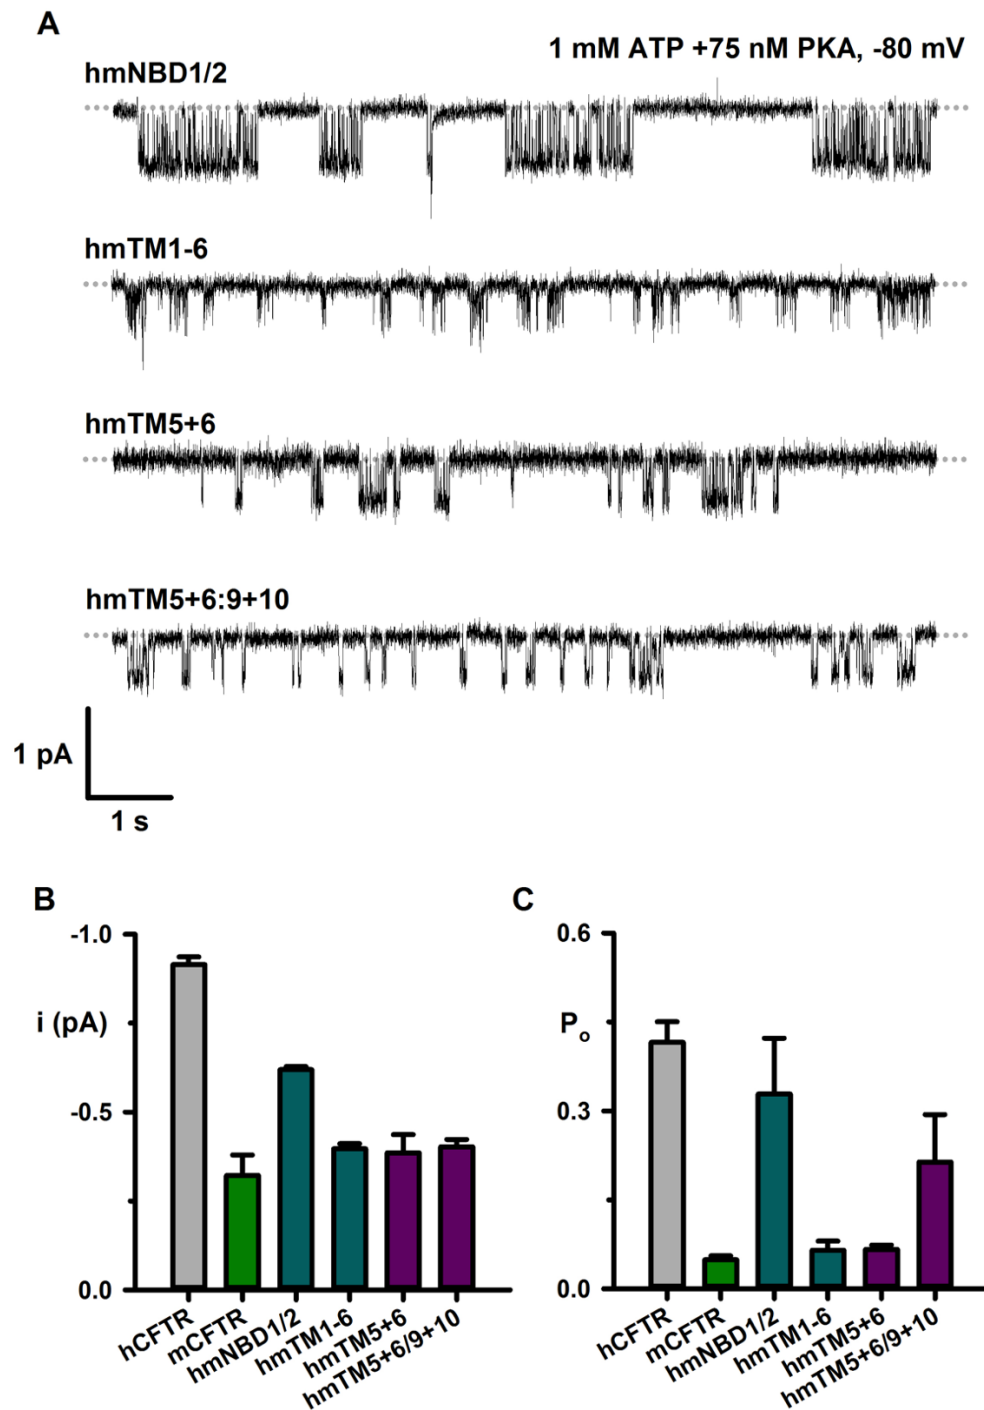 A
1 mM ATP +75 nM PKA, -80 mV
hmNBD1/2
hmTM1-6
hmTM5+6
hmTM5+6:9+10
1 pA
1 s
B
-1.0
i (pA)
-0.5
0.0
hCFTR
mCFTR
hmNBD1/2
hmTM1-6
hmTM5+6
hmTM5+6/9+10
C
0.6
Po
0.3
0.0
hCFTR
mCFTR
hmNBD1/2
hmTM1-6
hmTM5+6
hmTM5+6/9+10